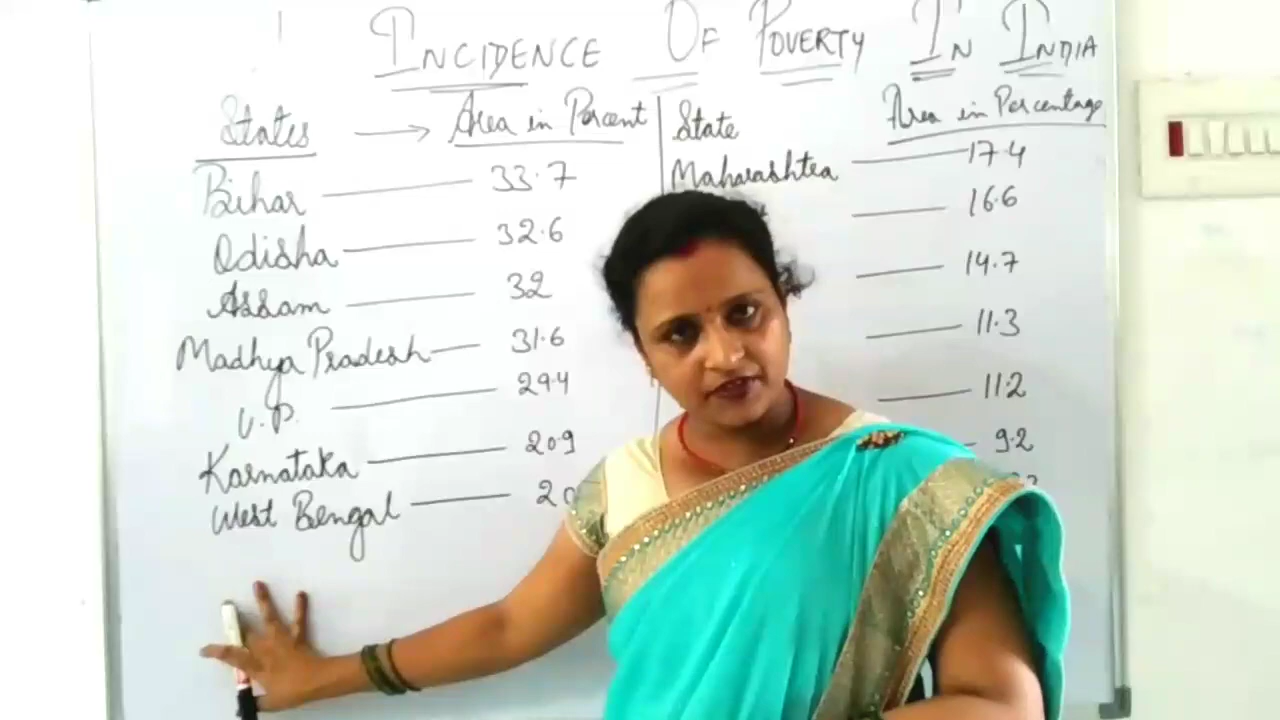 INCIDENCE OF POVERTY IN INDIA
States → Area in Percent
Bihar 33.7
Odisha 32.6
Assam 32
Madhya Pradesh 31.6
U.P. 29.4
Karnataka 20.9
West Bengal
State Area in Percentage
Maharashtra 17.4
16.6
14.7
11.3
11.2
9.2